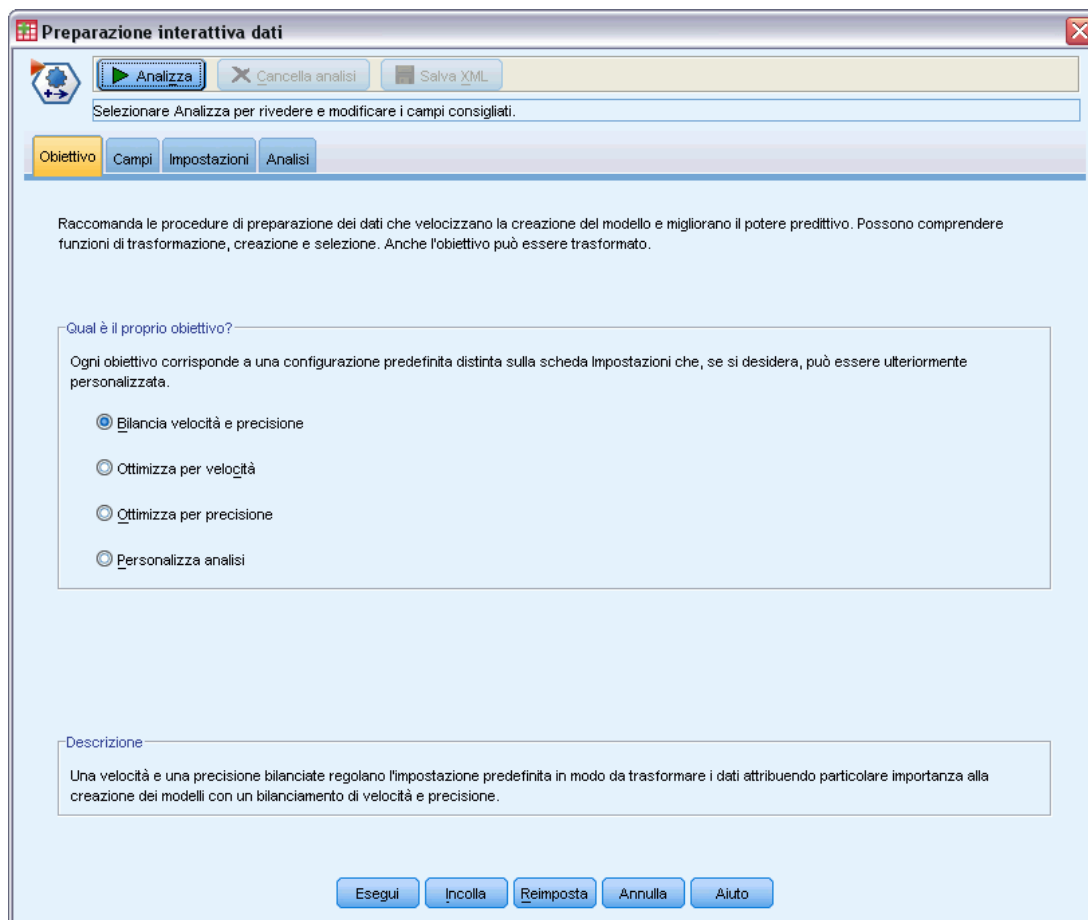 Preparazione interattiva dati
Analizza
Cancella analisi
Salva XML
Selezionare Analizza per rivedere e modificare i campi consigliati.
Obiettivo
Campi
Impostazioni
Analisi
Raccomanda le procedure di preparazione dei dati che velocizzano la creazione del modello e migliorano il potere predittivo. Possono comprendere
funzioni di trasformazione, creazione e selezione. Anche l'obiettivo può essere trasformato.
Qual è il proprio obiettivo?
Ogni obiettivo corrisponde a una configurazione predefinita distinta sulla scheda Impostazioni che, se si desidera, può essere ulteriormente
personalizzata.
Bilancia velocità e precisione
Ottimizza per velocità
Ottimizza per precisione
Personalizza analisi
Descrizione
Una velocità e una precisione bilanciate regolano l'impostazione predefinita in modo da trasformare i dati attribuendo particolare importanza alla
creazione dei modelli con un bilanciamento di velocità e precisione.
Esegui
Incolla
Reimposta
Annulla
Aiuto